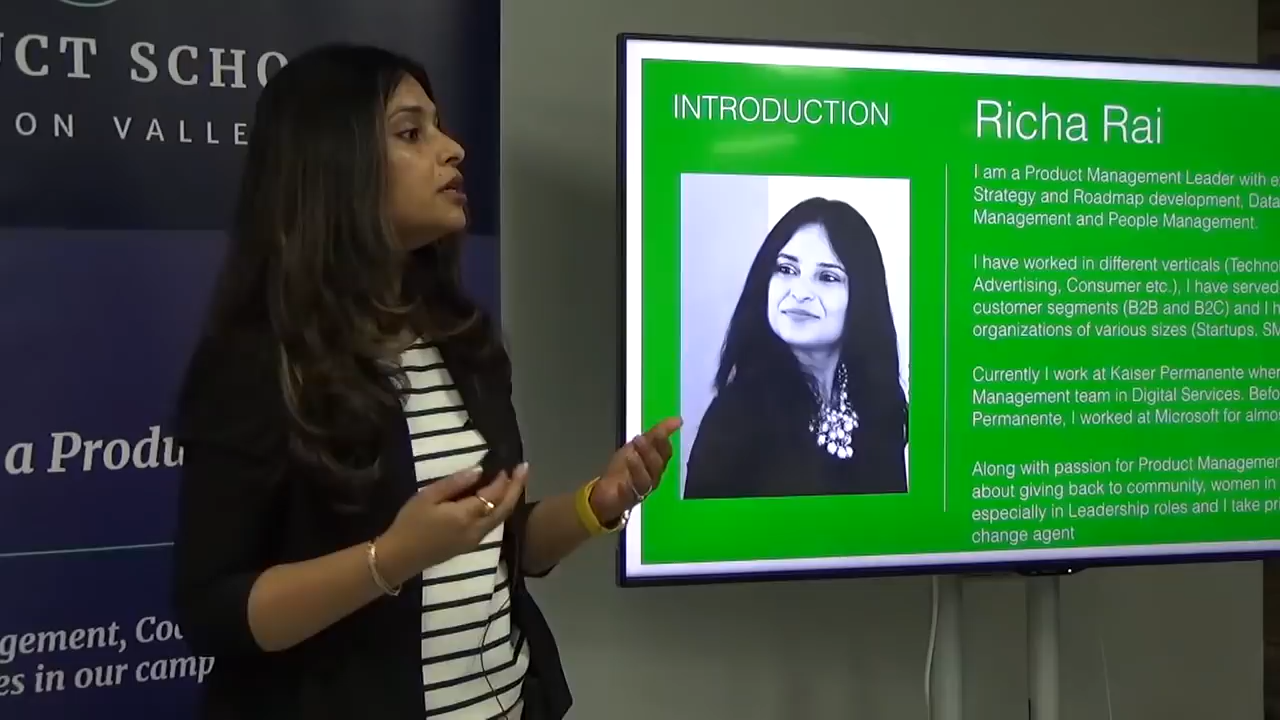 UCT SCHO
ON VALLE
a Produ
gement, Co
es in our camp
INTRODUCTION
Richa Rai
I am a Product Management Leader with e
Strategy and Roadmap development, Data
Management and People Management.
I have worked in different verticals (Techno
Advertising, Consumer etc.), I have served
customer segments (B2B and B2C) and I h
organizations of various sizes (Startups, SM
Currently I work at Kaiser Permanente wher
Management team in Digital Services. Befo
Permanente, I worked at Microsoft for almo
Along with passion for Product Managemen
about giving back to community, women in
especially in Leadership roles and I take pr
change agent